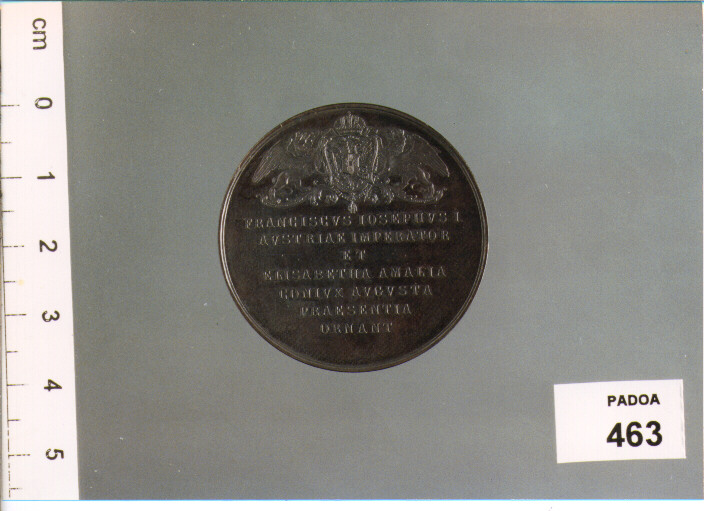 cm
0
1
2
3
4
5
FRANCISCVS IOSEPHVS I
AVSTRIAE IMPERATOR
ET
ELISABETHA AMALIA
CONIVX AVGVSTA
PRAESENTIA
ORNANT
PADOA
463